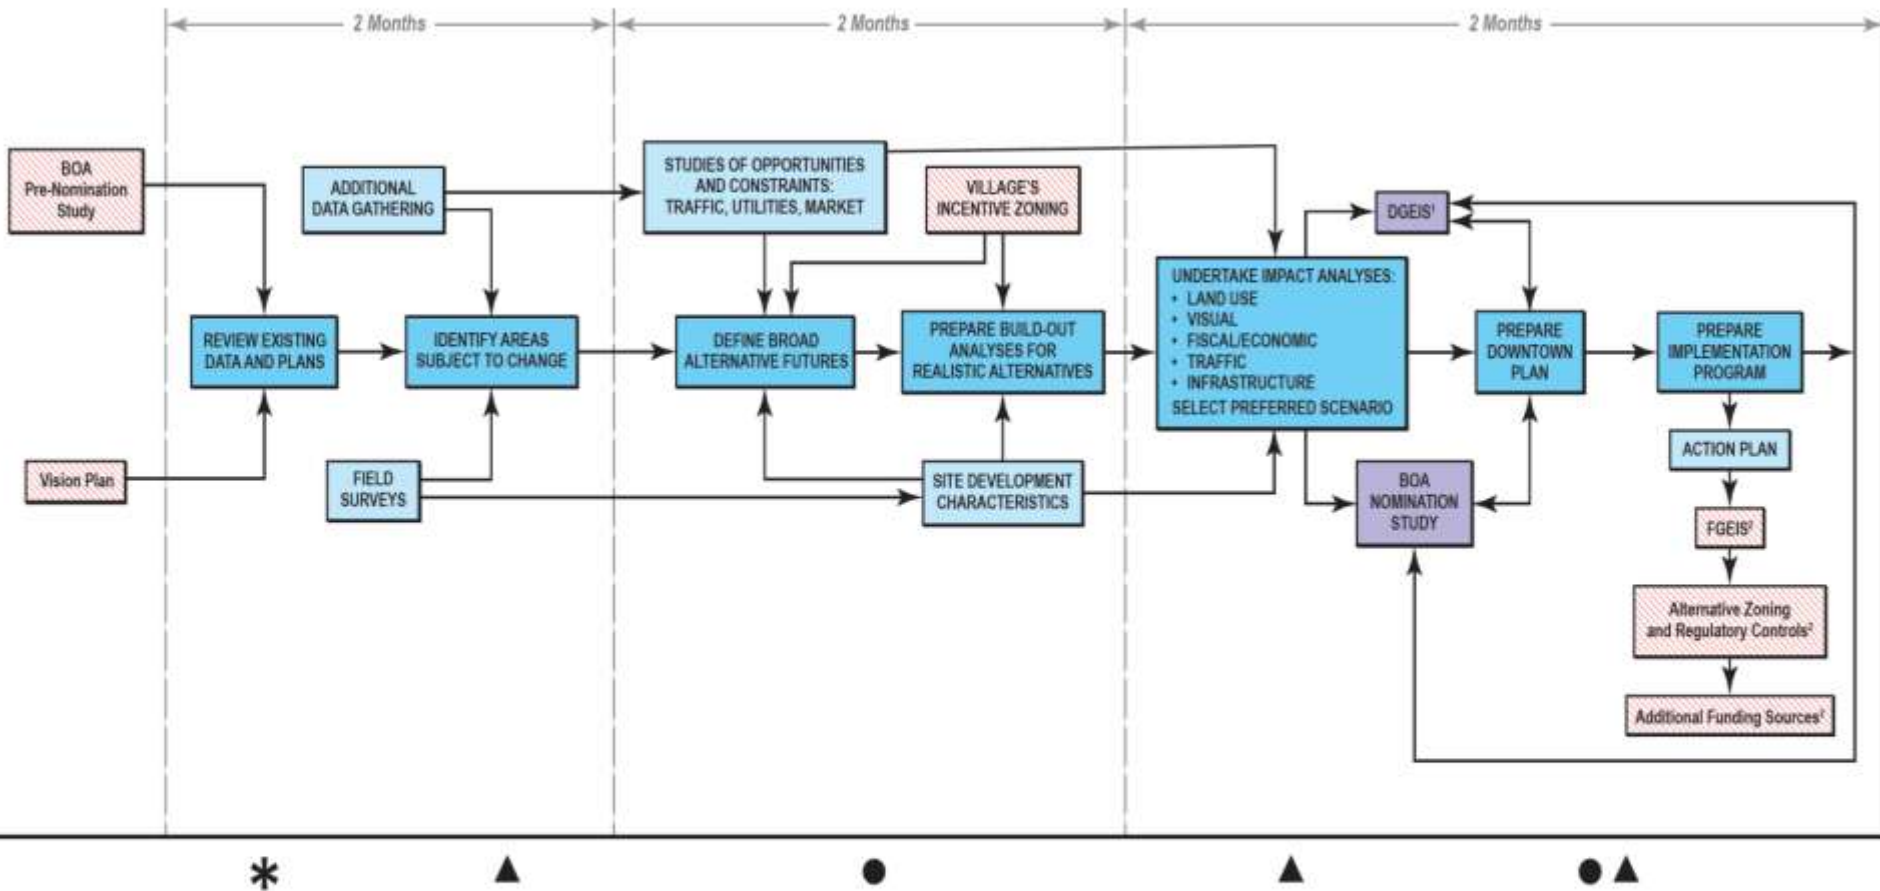 2 Months
2 Months
2 Months
BOA
Pre-Nomination
Study
Vision Plan
REVIEW EXISTING
DATA AND PLANS
ADDITIONAL
DATA GATHERING
IDENTIFY AREAS
SUBJECT TO CHANGE
FIELD
SURVEYS
STUDIES OF OPPORTUNITIES
AND CONSTRAINTS:
TRAFFIC, UTILITIES, MARKET
VILLAGE'S
INCENTIVE ZONING
DEFINE BROAD
ALTERNATIVE FUTURES
PREPARE BUILD-OUT
ANALYSES FOR
REALISTIC ALTERNATIVES
SITE DEVELOPMENT
CHARACTERISTICS
UNDERTAKE IMPACT ANALYSES:
• LAND USE
• VISUAL
• FISCAL/ECONOMIC
• TRAFFIC
• INFRASTRUCTURE
SELECT PREFERRED SCENARIO
DGEIS¹
BOA
NOMINATION
STUDY
PREPARE
DOWNTOWN
PLAN
PREPARE
IMPLEMENTATION
PROGRAM
ACTION PLAN
FGEIS²
Alternative Zoning
and Regulatory Controls²
Additional Funding Sources²